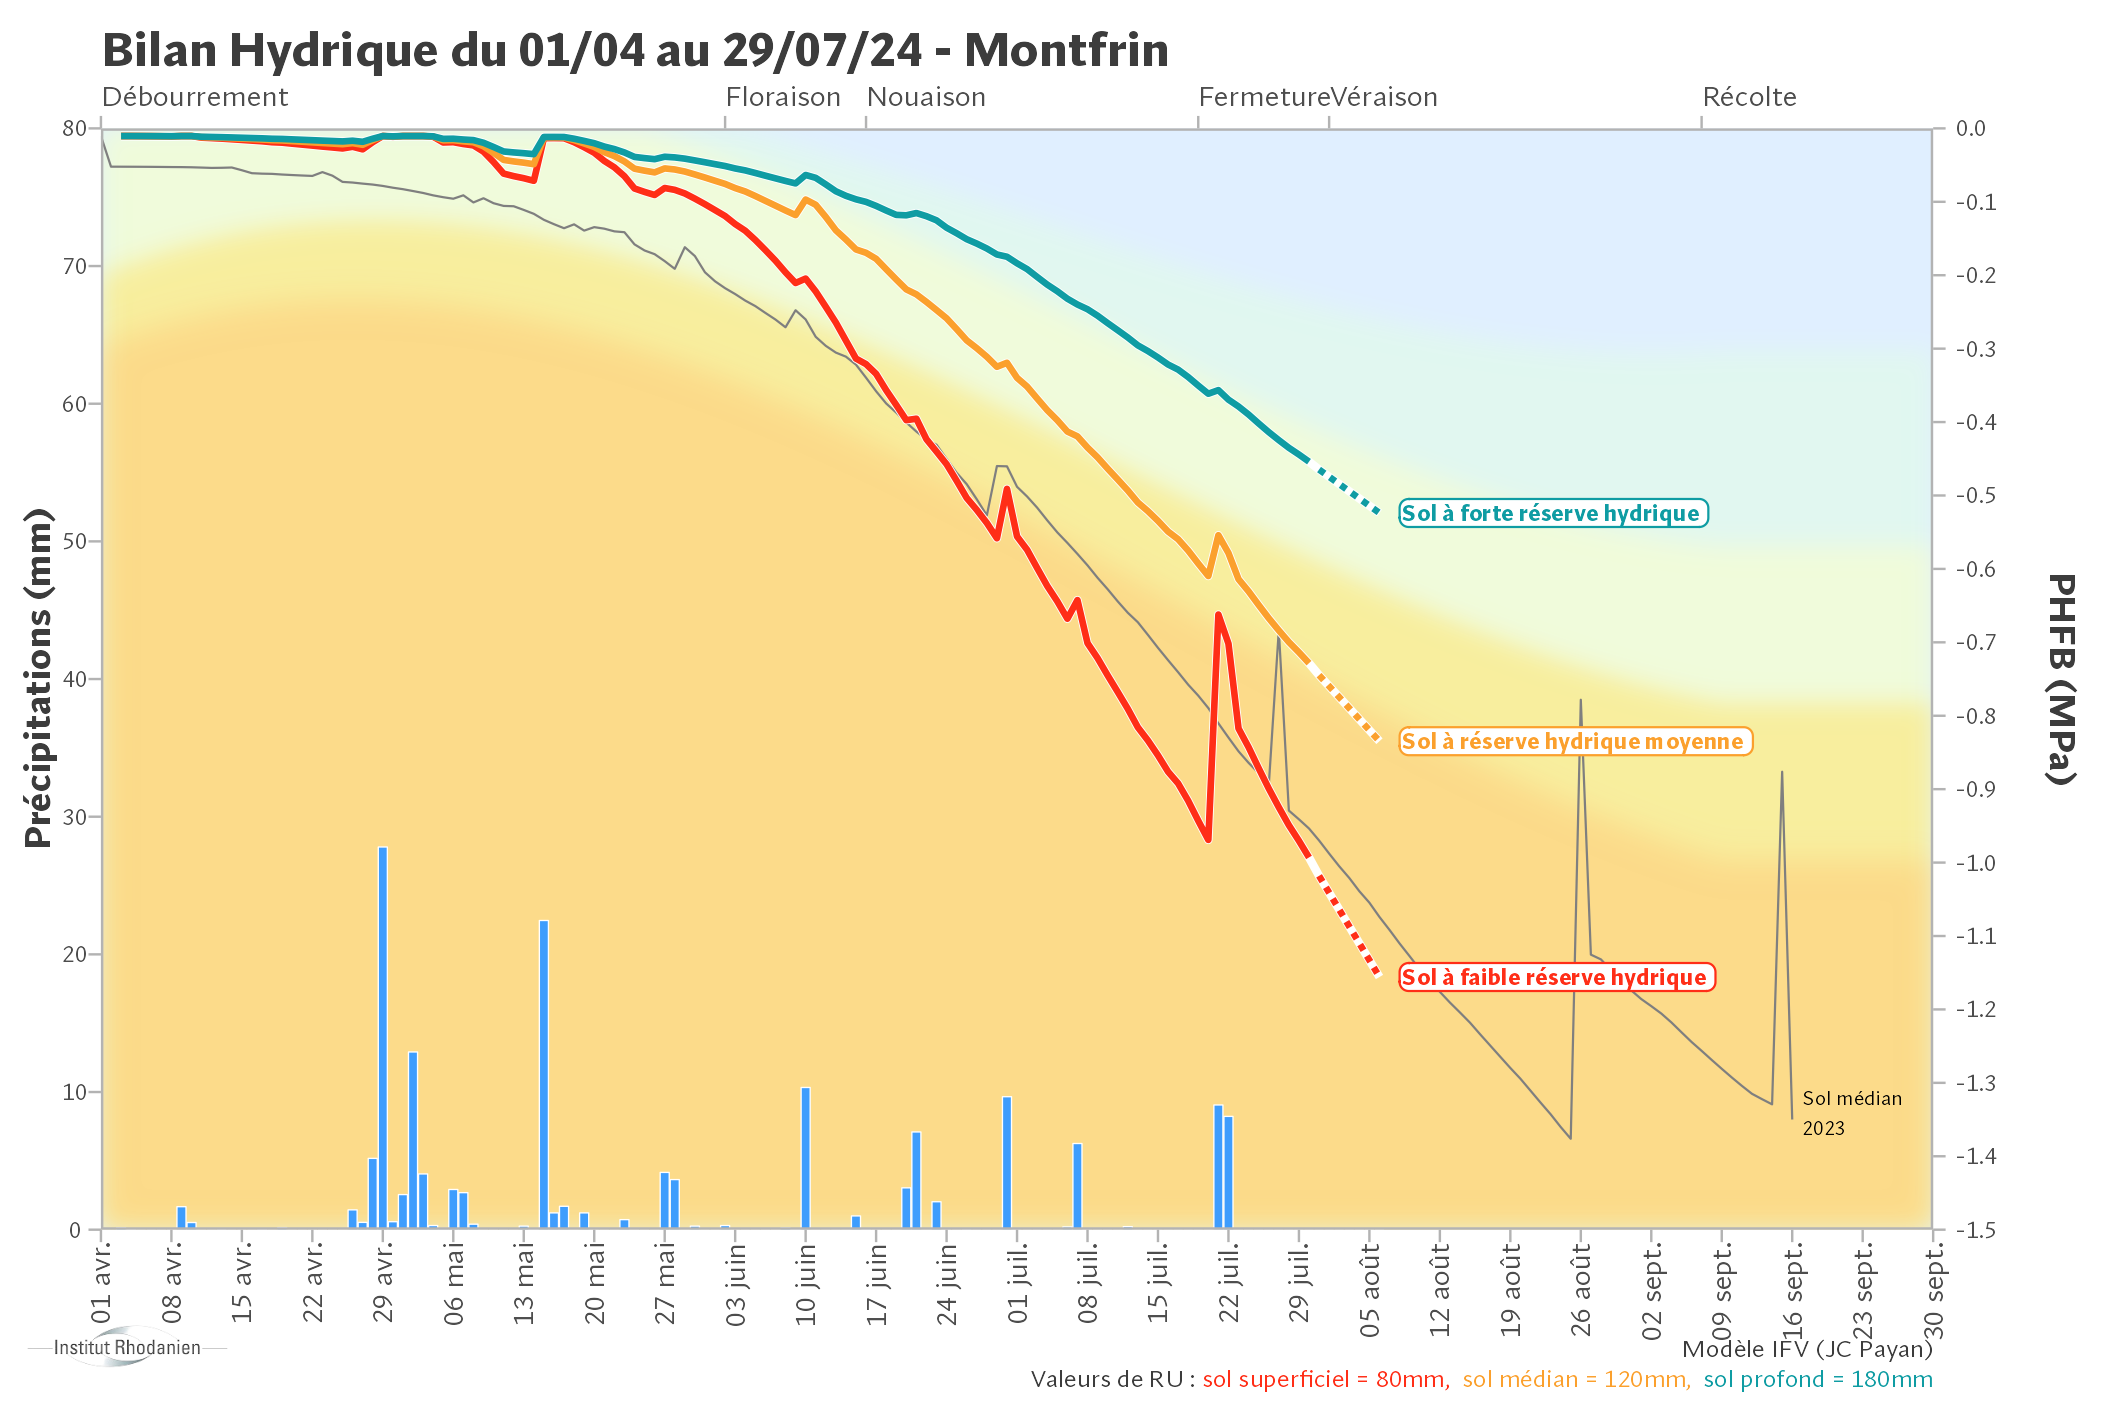 Bilan Hydrique du 01/04 au 29/07/24 - Montfrin
Débourrement Floraison Nouaison Fermeture Véraison Récolte
Précipitations (mm)
80
70
60
50
40
30
20
10
0
0.0
-0.1
-0.2
-0.3
-0.4
-0.5
-0.6
-0.7
-0.8
-0.9
-1.0
-1.1
-1.2
-1.3
-1.4
-1.5
PHFB (MPa)
Sol à forte réserve hydrique
Sol à réserve hydrique moyenne
Sol à faible réserve hydrique
Sol médian
2023
01 avr.
08 avr.
15 avr.
22 avr.
29 avr.
06 mai
13 mai
20 mai
27 mai
03 juin
10 juin
17 juin
24 juin
01 juil.
08 juil.
15 juil.
22 juil.
29 juil.
05 août
12 août
19 août
26 août
02 sept.
09 sept.
16 sept.
23 sept.
30 sept.
Institut Rhodanien
Modèle IFV (JC Payan)
Valeurs de RU : sol superficiel = 80mm, sol médian = 120mm, sol profond = 180mm